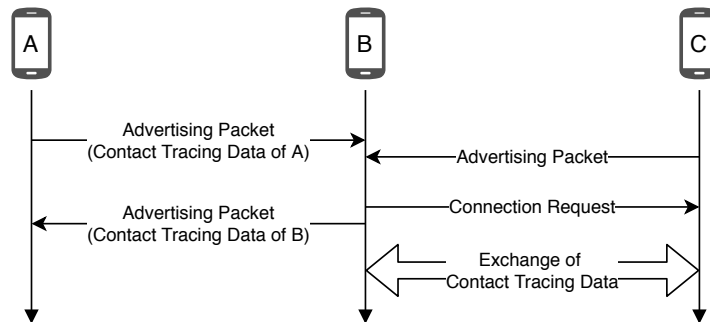 A
B
C
Advertising Packet
(Contact Tracing Data of A)
Advertising Packet
Advertising Packet
(Contact Tracing Data of B)
Connection Request
Exchange of
Contact Tracing Data